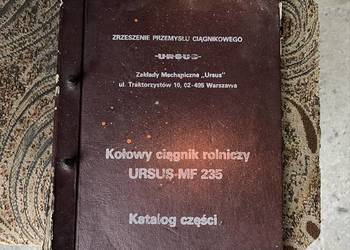 ZRZESZENIE PRZEMYSŁU CIĄGNIKOWEGO
URSUS
Zakłady Mechaniczne „Ursus"
ul. Traktorzystów 10, 02-495 Warszawa
Kołowy ciągnik rolniczy
URSUS-MF 235
Katalog części